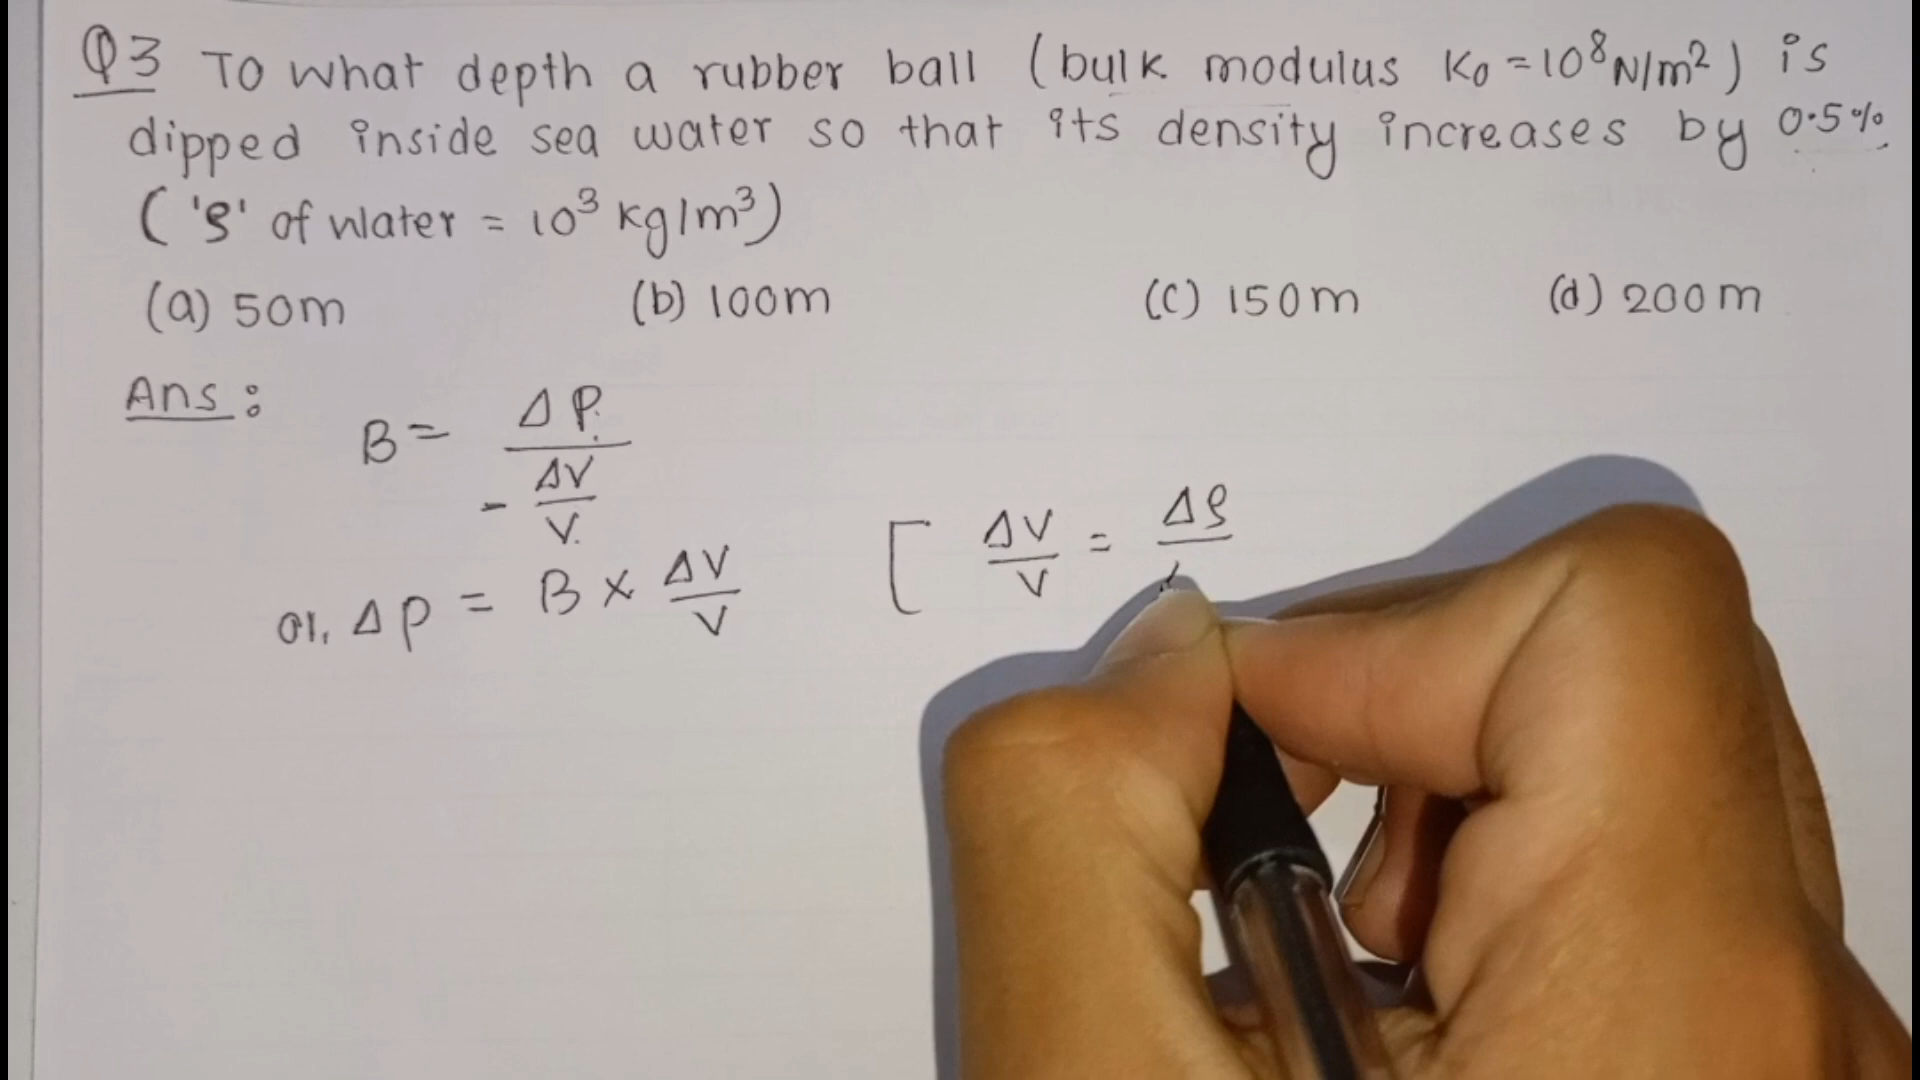 Q3 To what depth a rubber ball (bulk modulus K₀ = 10⁸ N/m²) is
dipped inside sea water so that its density increases by 0.5%.
('ρ' of water = 10³ kg/m³)
(a) 50m (b) 100m (c) 150m (d) 200m
Ans:
B = ΔP / - ΔV/V
or, ΔP = B × ΔV/V [ ΔV/V = Δρ/